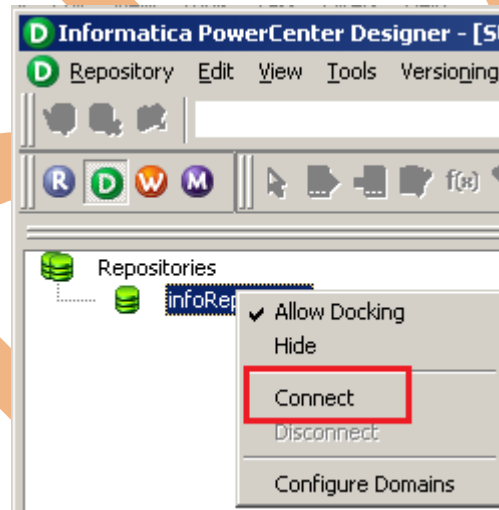 D Informatica PowerCenter Designer - [S
D Repository Edit View Tools Versioning
R D W M f(x)
Repositories
infoRep
Allow Docking
Hide
Connect
Disconnect
Configure Domains